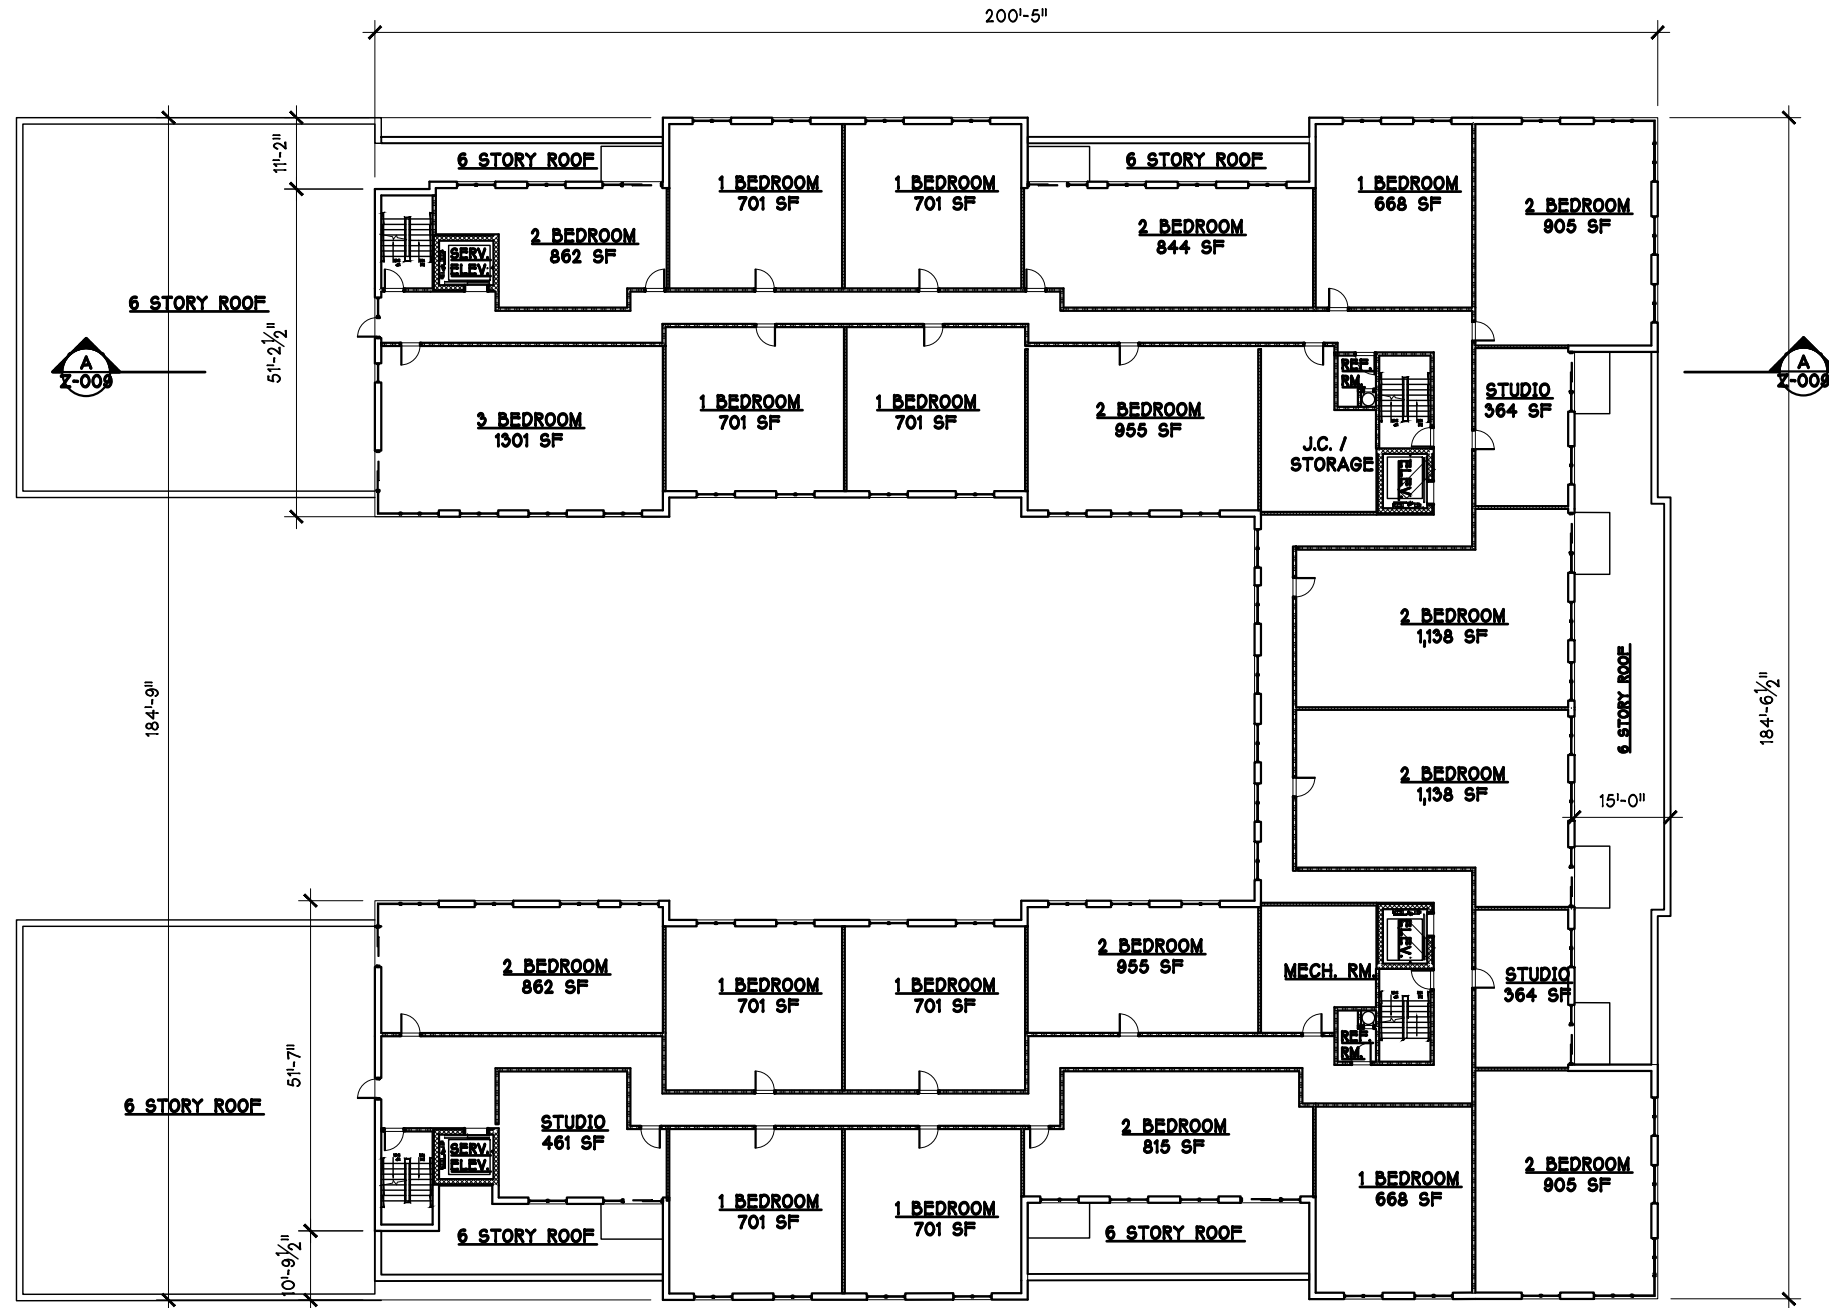 200'-5"
11'-2"
6 STORY ROOF
6 STORY ROOF
1 BEDROOM
701 SF
1 BEDROOM
701 SF
1 BEDROOM
668 SF
2 BEDROOM
905 SF
2 BEDROOM
862 SF
2 BEDROOM
844 SF
SERV.
ELEV.
6 STORY ROOF
51'-2½"
A
Z-009
A
Z-009
REF.
RM.
STUDIO
364 SF
3 BEDROOM
1301 SF
1 BEDROOM
701 SF
1 BEDROOM
701 SF
2 BEDROOM
955 SF
J.C. /
STORAGE
ELEV.
2 BEDROOM
1,138 SF
6 STORY ROOF
184'-9"
184'-6½"
2 BEDROOM
1,138 SF
15'-0"
2 BEDROOM
862 SF
1 BEDROOM
701 SF
1 BEDROOM
701 SF
2 BEDROOM
955 SF
MECH. RM.
ELEV.
STUDIO
364 SF
REF.
RM.
51'-7"
6 STORY ROOF
STUDIO
461 SF
2 BEDROOM
815 SF
SERV.
ELEV.
1 BEDROOM
701 SF
1 BEDROOM
701 SF
1 BEDROOM
668 SF
2 BEDROOM
905 SF
6 STORY ROOF
6 STORY ROOF
10'-9½"